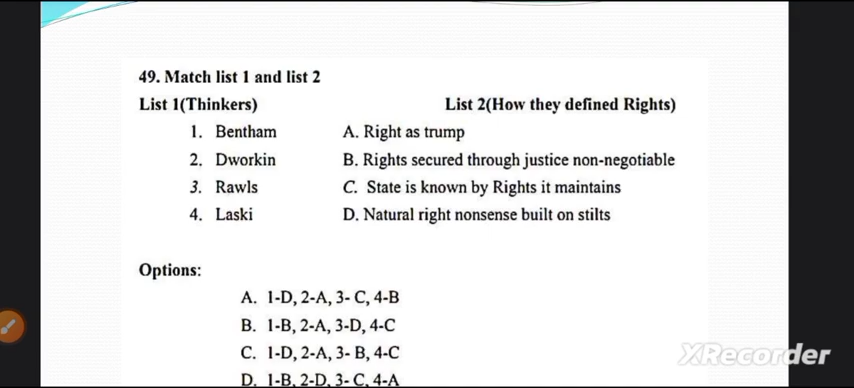 49. Match list 1 and list 2
List 1(Thinkers) List 2(How they defined Rights)
1. Bentham A. Right as trump
2. Dworkin B. Rights secured through justice non-negotiable
3. Rawls C. State is known by Rights it maintains
4. Laski D. Natural right nonsense built on stilts
Options:
A. 1-D, 2-A, 3- C, 4-B
B. 1-B, 2-A, 3-D, 4-C
C. 1-D, 2-A, 3- B, 4-C
D. 1-B, 2-D, 3- C, 4-A
XRecorder